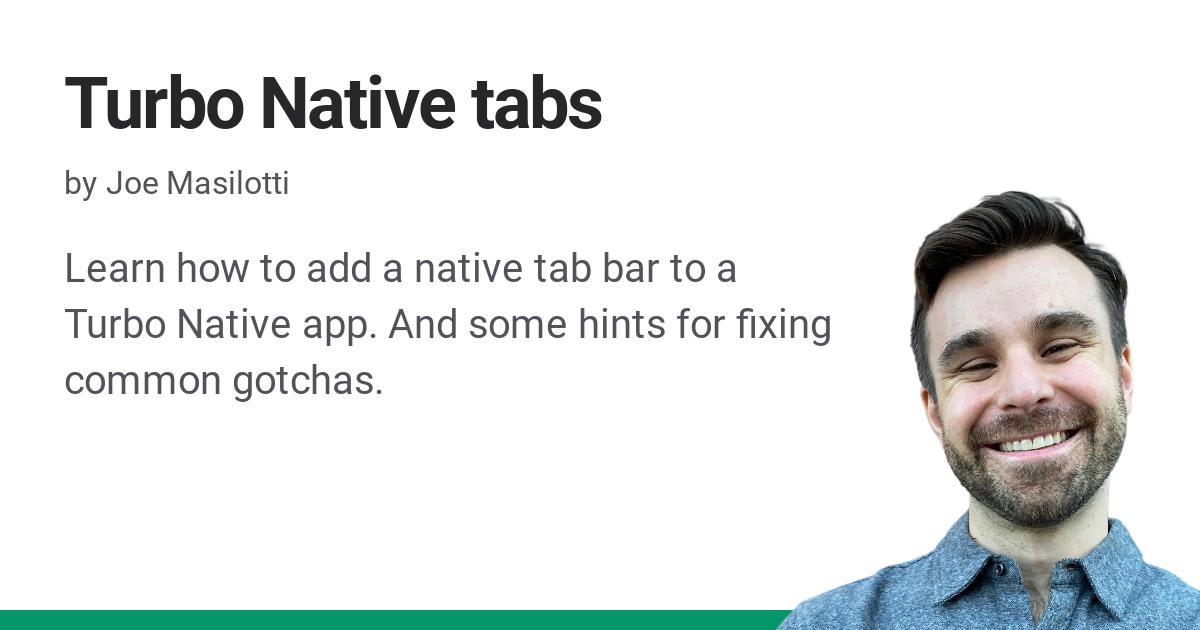 Turbo Native tabs
by Joe Masilotti
Learn how to add a native tab bar to a
Turbo Native app. And some hints for fixing
common gotchas.